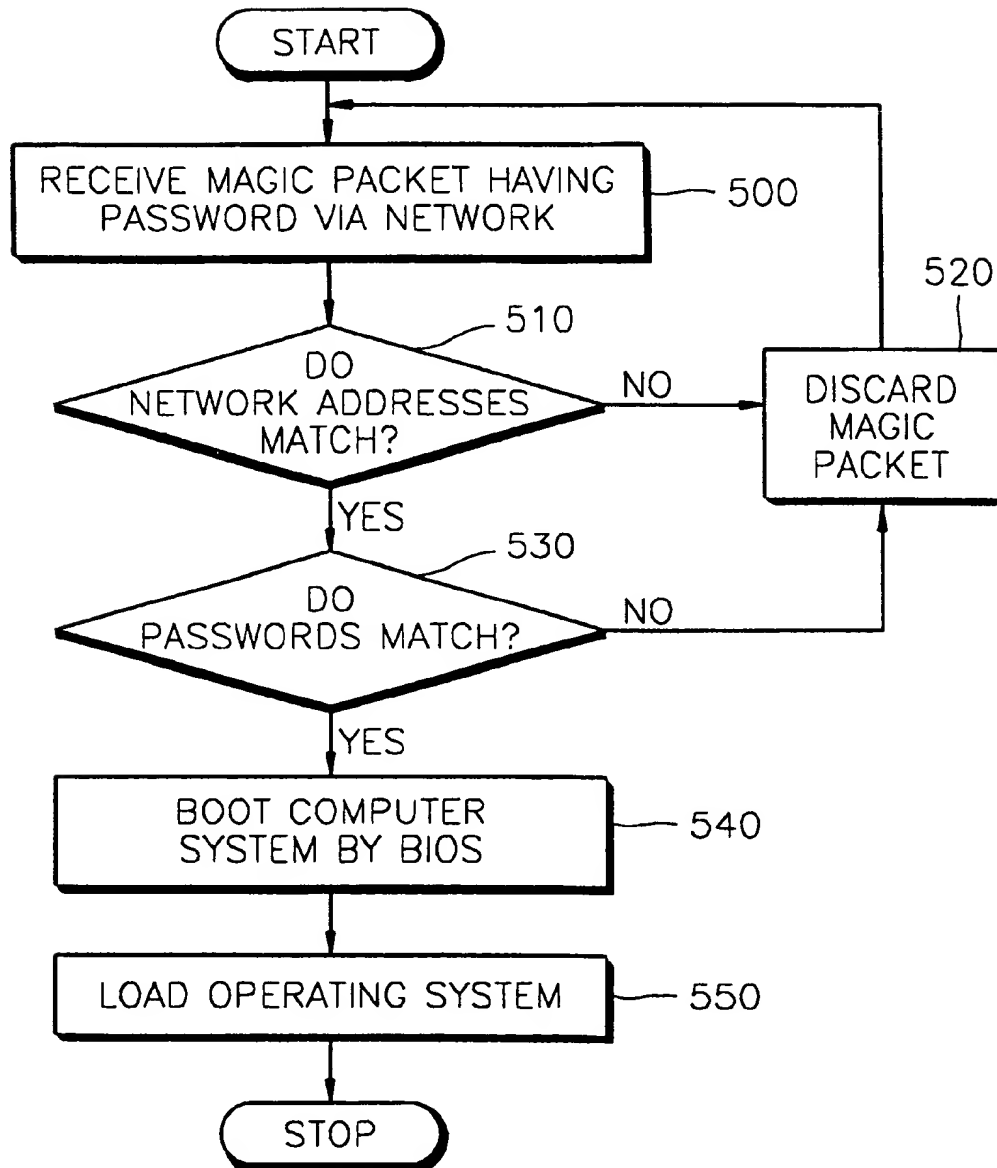 START
RECEIVE MAGIC PACKET HAVING
PASSWORD VIA NETWORK
500
520
510
DO
NETWORK ADDRESSES
MATCH?
NO
DISCARD
MAGIC
PACKET
YES
530
DO
PASSWORDS MATCH?
NO
YES
BOOT COMPUTER
SYSTEM BY BIOS
540
LOAD OPERATING SYSTEM
550
STOP